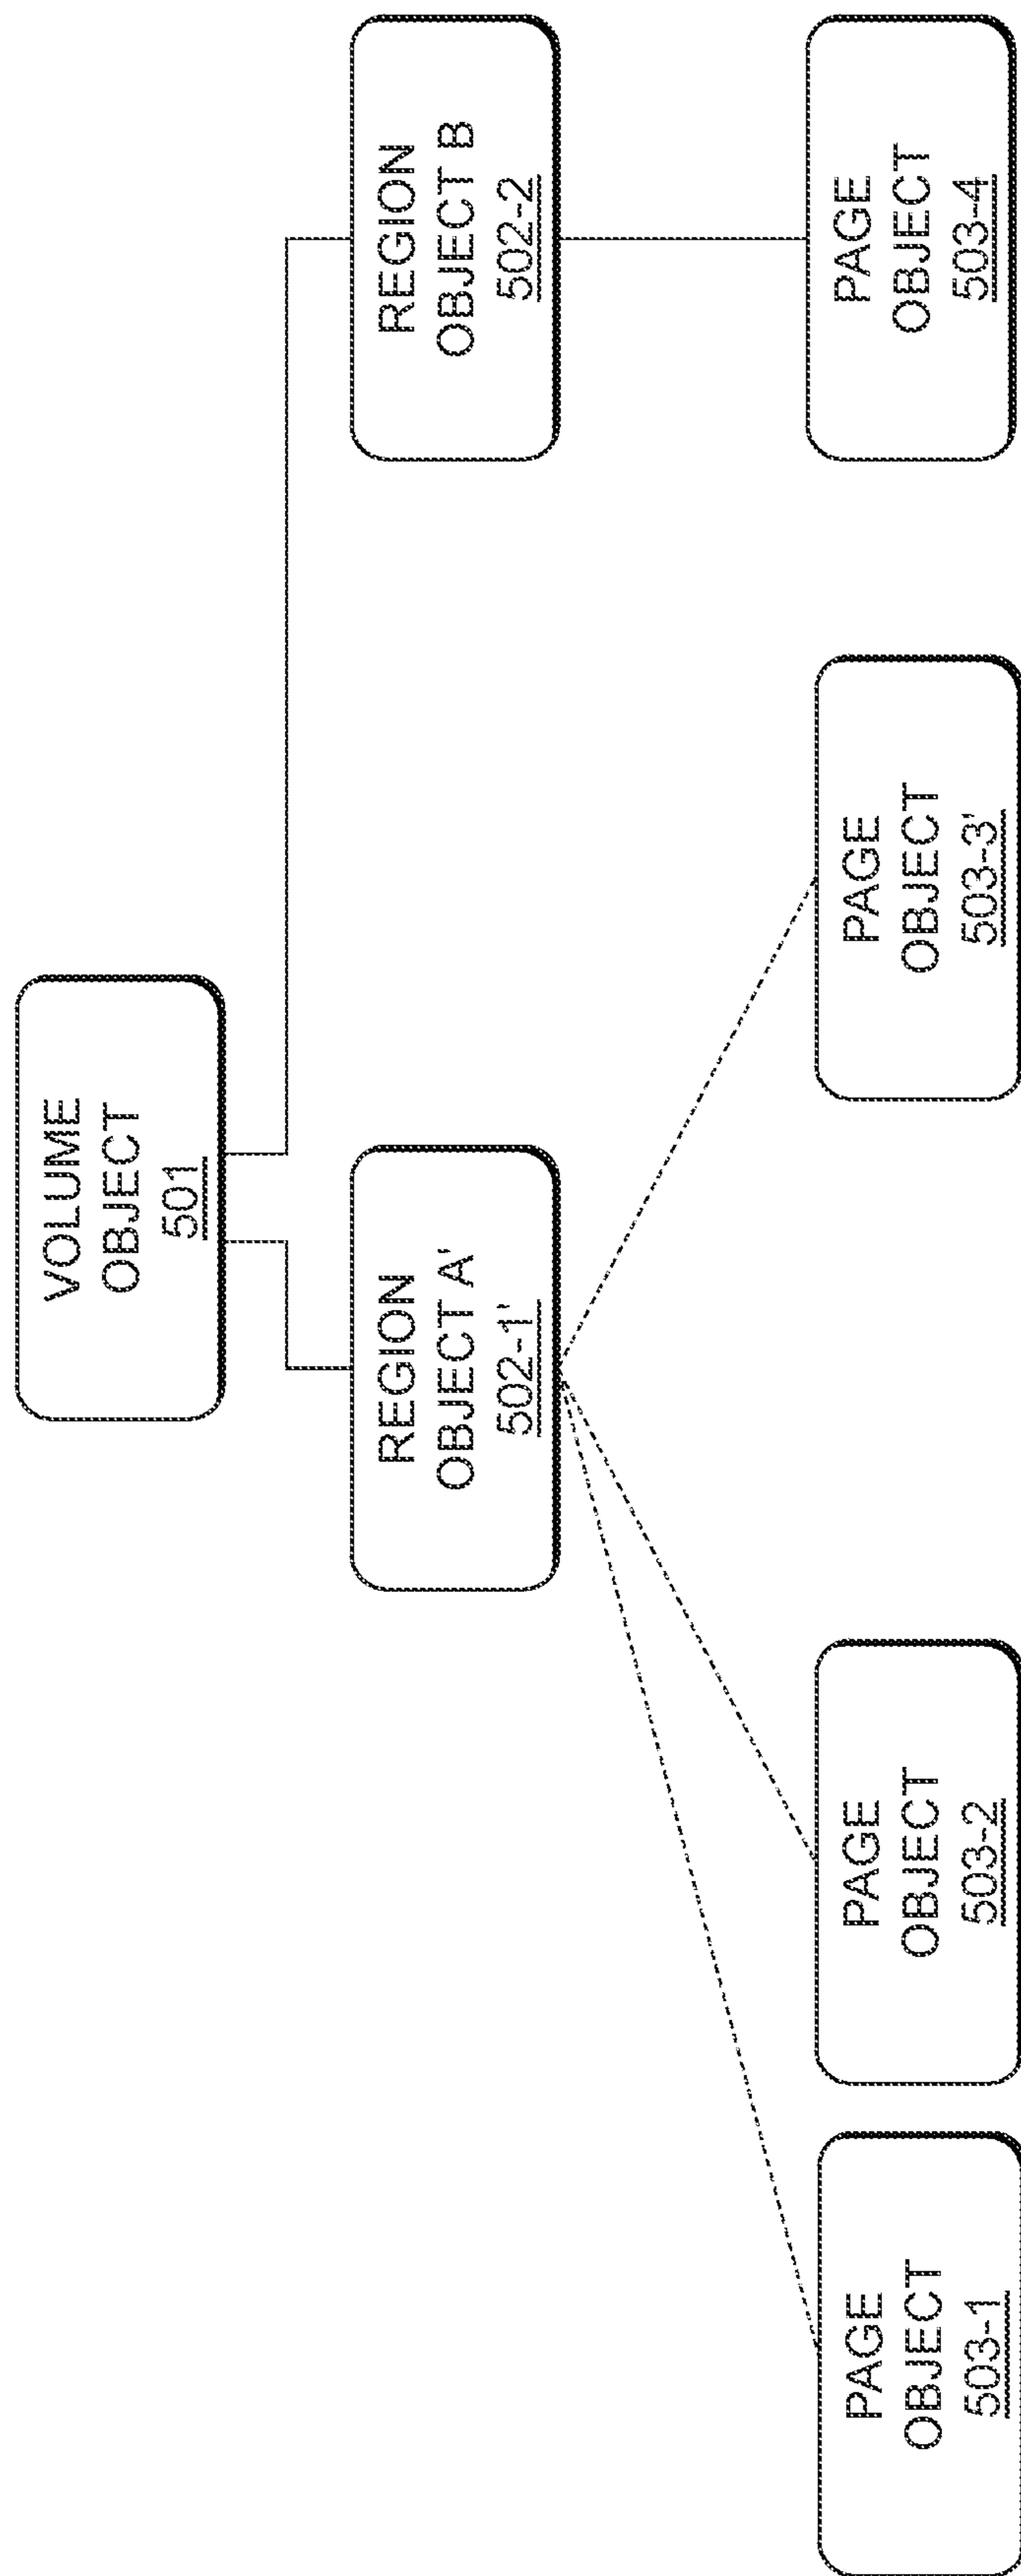 VOLUME
OBJECT
501
REGION
OBJECT A'
502-1'
REGION
OBJECT B
502-2
PAGE
OBJECT
503-1
PAGE
OBJECT
503-2
PAGE
OBJECT
503-3'
PAGE
OBJECT
503-4